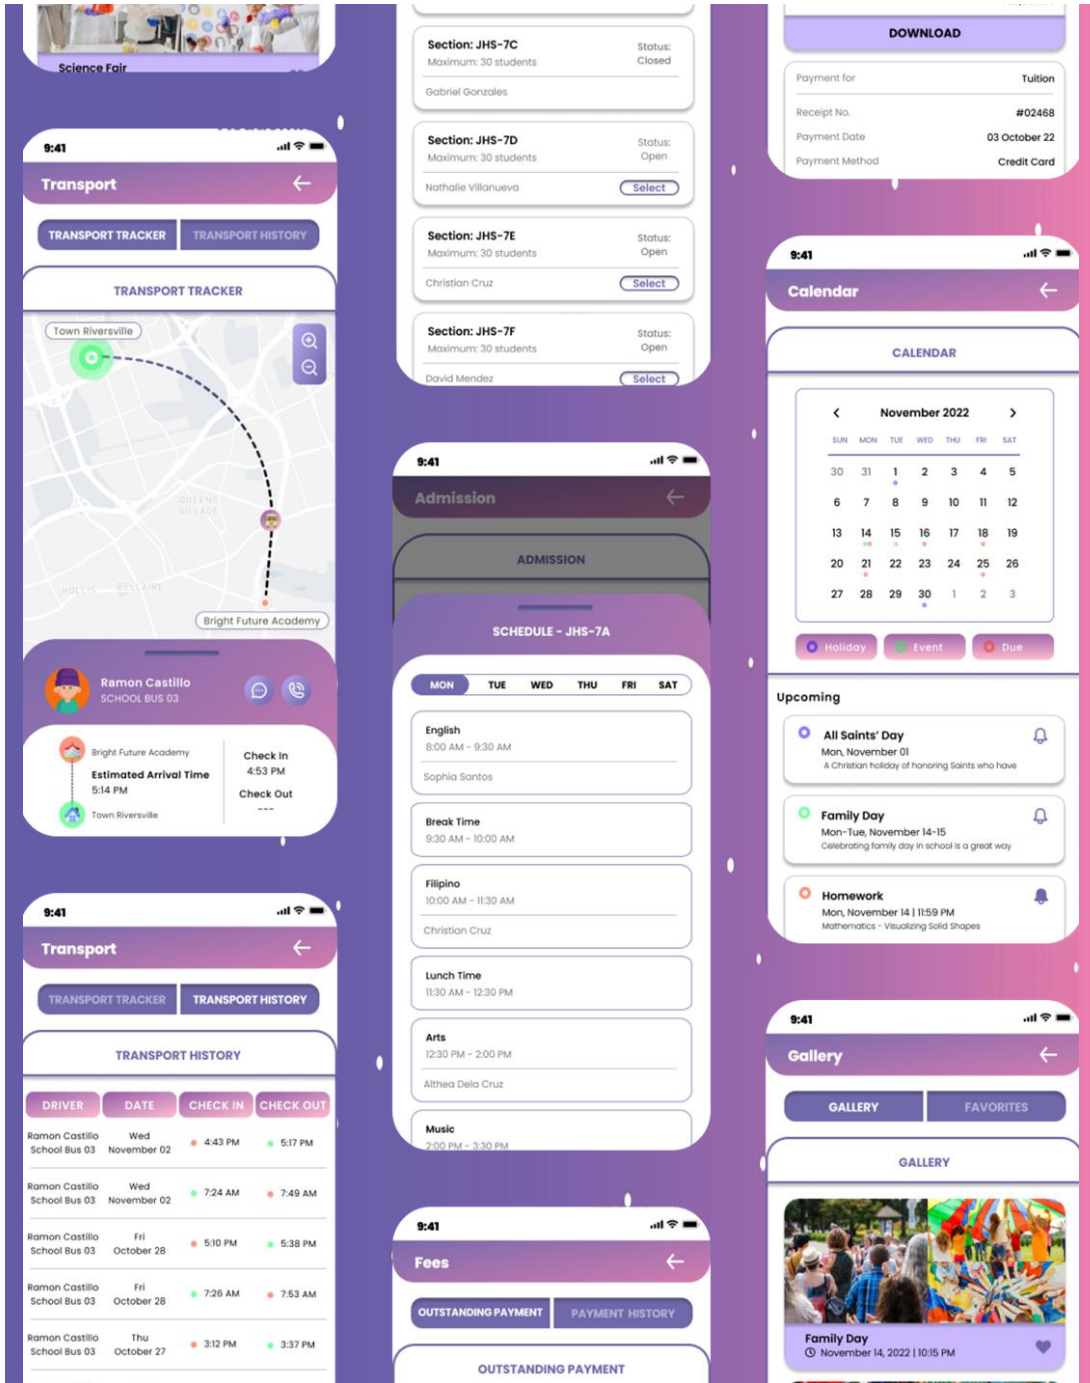 Science Fair
9:41
Transport
TRANSPORT TRACKER TRANSPORT HISTORY
TRANSPORT TRACKER
Town Riversville
QUEENS
VILLAGE
HOLLIS BELLAIRE
Bright Future Academy
Ramon Castillo
SCHOOL BUS 03
Bright Future Academy
Estimated Arrival Time
5:14 PM
Town Riversville
Check In
4:53 PM
Check Out
---
9:41
Transport
TRANSPORT TRACKER TRANSPORT HISTORY
TRANSPORT HISTORY
DRIVER DATE CHECK IN CHECK OUT
Ramon Castillo Wed
School Bus 03 November 02 4:43 PM 5:17 PM
Ramon Castillo Wed
School Bus 03 November 02 7:24 AM 7:49 AM
Ramon Castillo Fri
School Bus 03 October 28 5:10 PM 5:38 PM
Ramon Castillo Fri
School Bus 03 October 28 7:26 AM 7:53 AM
Ramon Castillo Thu
School Bus 03 October 27 3:12 PM 3:37 PM
Section: JHS-7C Status:
Maximum: 30 students Closed
Gabriel Gonzales
Section: JHS-7D Status:
Maximum: 30 students Open
Nathalie Villanueva Select
Section: JHS-7E Status:
Maximum: 30 students Open
Christian Cruz Select
Section: JHS-7F Status:
Maximum: 30 students Open
David Mendez Select
9:41
Admission
ADMISSION
SCHEDULE - JHS-7A
MON TUE WED THU FRI SAT
English
8:00 AM - 9:30 AM
Sophia Santos
Break Time
9:30 AM - 10:00 AM
Filipino
10:00 AM - 11:30 AM
Christian Cruz
Lunch Time
11:30 AM - 12:30 PM
Arts
12:30 PM - 2:00 PM
Althea Dela Cruz
Music
2:00 PM - 3:30 PM
9:41
Fees
OUTSTANDING PAYMENT PAYMENT HISTORY
OUTSTANDING PAYMENT
DOWNLOAD
Payment for Tuition
Receipt No. #02468
Payment Date 03 October 22
Payment Method Credit Card
9:41
Calendar
CALENDAR
November 2022
SUN MON TUE WED THU FRI SAT
30 31 1 2 3 4 5
6 7 8 9 10 11 12
13 14 15 16 17 18 19
20 21 22 23 24 25 26
27 28 29 30 1 2 3
Holiday Event Due
Upcoming
All Saints' Day
Mon, November 01
A Christian holiday of honoring Saints who have
Family Day
Mon-Tue, November 14-15
Celebrating family day in school is a great way
Homework
Mon, November 14 | 11:59 PM
Mathematics - Visualizing Solid Shapes
9:41
Gallery
GALLERY FAVORITES
GALLERY
Family Day
November 14, 2022 | 10:15 PM